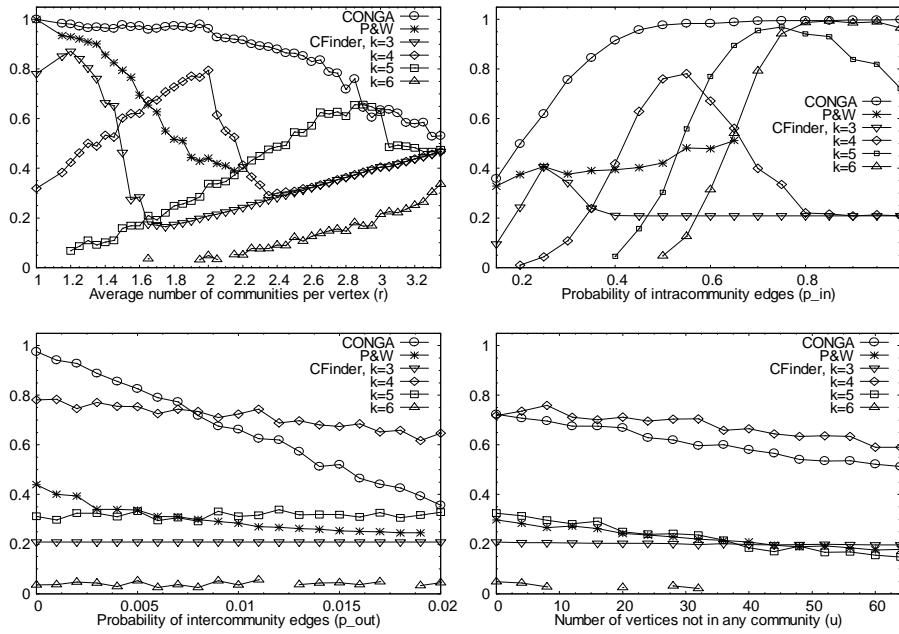 CONGA
P&W
CFinder, k=3
k=4
k=5
k=6
1
0.8
0.6
0.4
0.2
0
1 1.2 1.4 1.6 1.8 2 2.2 2.4 2.6 2.8 3 3.2
Average number of communities per vertex (r)
CONGA
P&W
CFinder, k=3
k=4
k=5
k=6
1
0.8
0.6
0.4
0.2
0
0.2 0.4 0.6 0.8
Probability of intracommunity edges (p_in)
CONGA
P&W
CFinder, k=3
k=4
k=5
k=6
1
0.8
0.6
0.4
0.2
0
0 0.005 0.01 0.015 0.02
Probability of intercommunity edges (p_out)
CONGA
P&W
CFinder, k=3
k=4
k=5
k=6
1
0.8
0.6
0.4
0.2
0
0 10 20 30 40 50 60
Number of vertices not in any community (u)